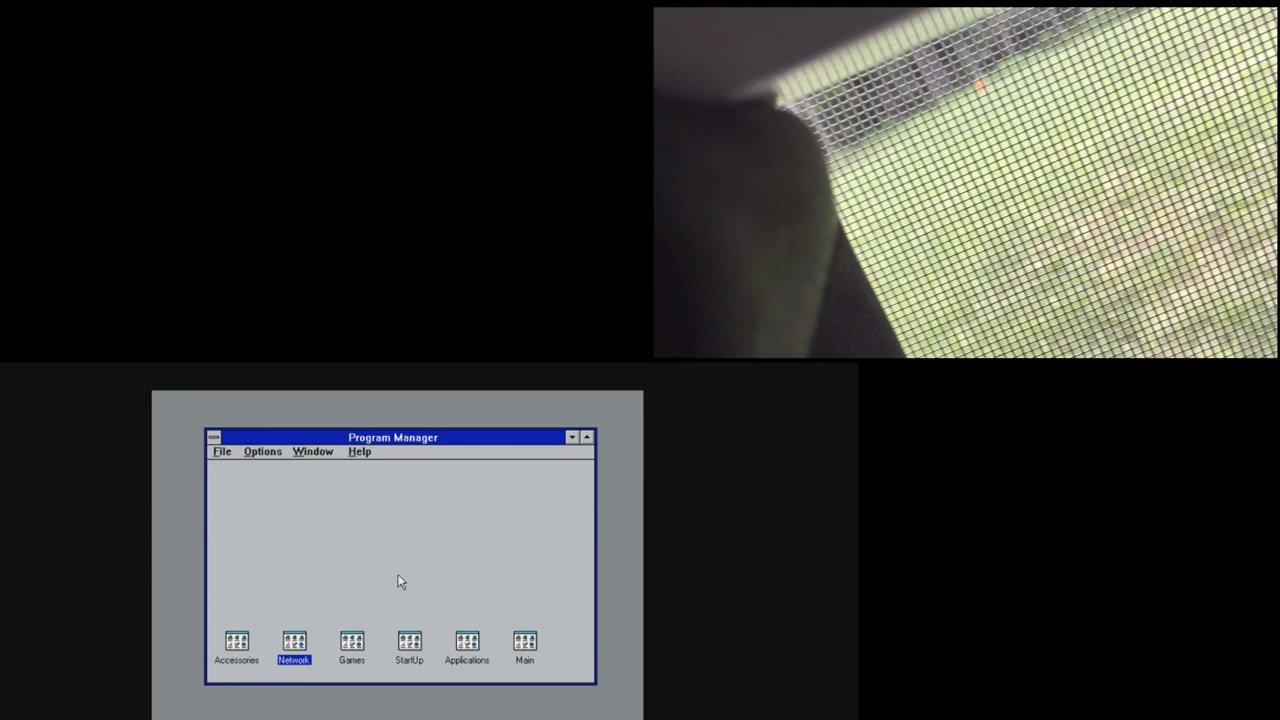 Program Manager
File Options Window Help
Accessories Network Games StartUp Applications Main